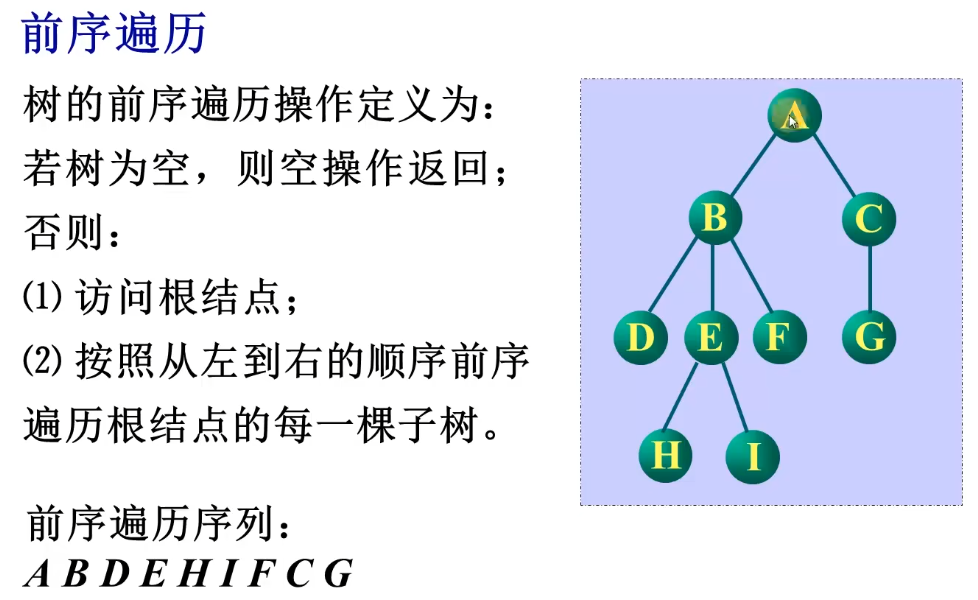 前序遍历
树的前序遍历操作定义为：
若树为空，则空操作返回；
否则：
⑴ 访问根结点；
⑵ 按照从左到右的顺序前序
遍历根结点的每一棵子树。
前序遍历序列：
A B D E H I F C G
A
B
C
D
E
F
G
H
I